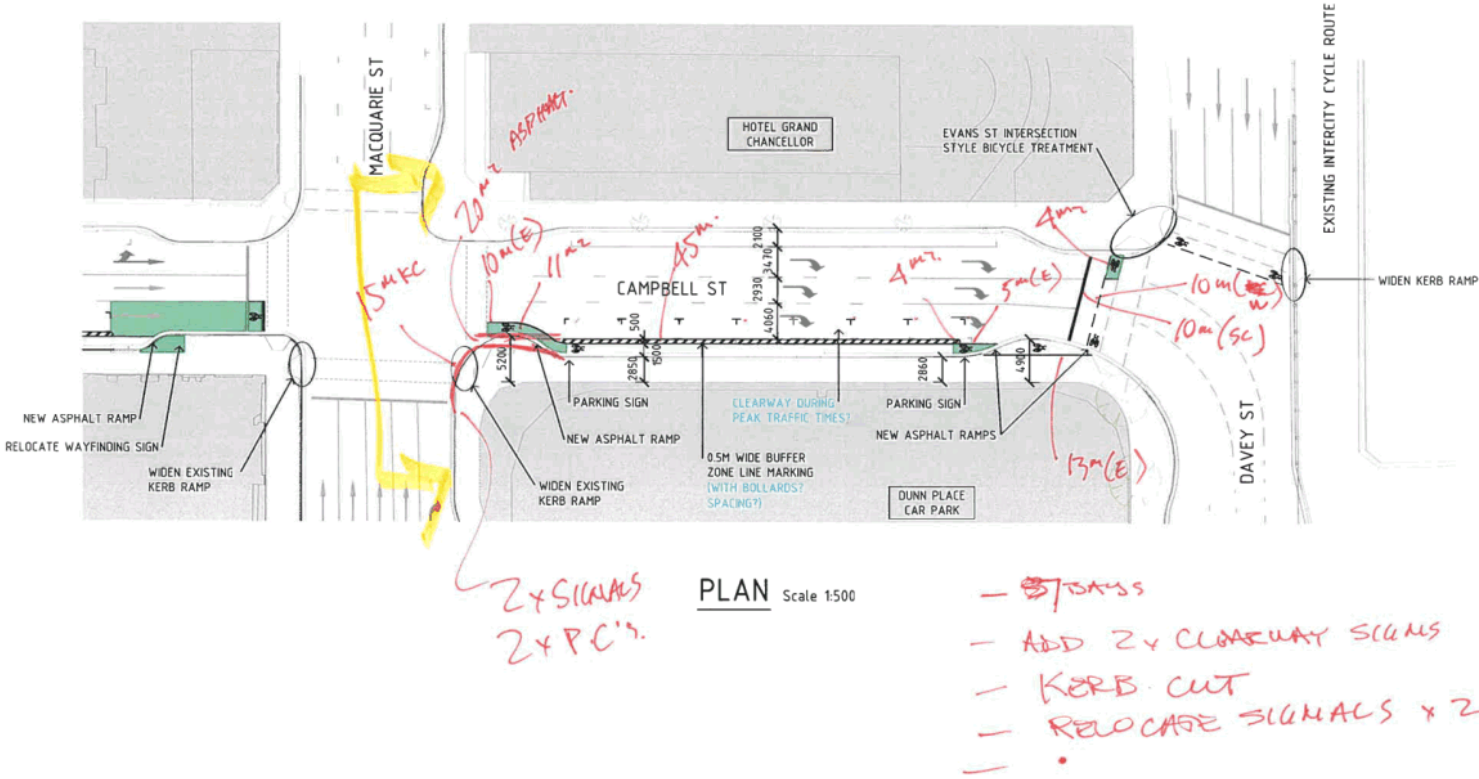 MACQUARIE ST
ASPHALT.
20m2
HOTEL GRAND
CHANCELLOR
EVANS ST INTERSECTION
STYLE BICYCLE TREATMENT
EXISTING INTERCITY CYCLE ROUTE
10m(E)
11m2
45m.
2100
3470
2930
4060
500
1500
4m2
4m2.
5m(E)
CAMPBELL ST
15m KC
10m(
W)
10m(SC)
WIDEN KERB RAMP
5200
2850
2860
4900
NEW ASPHALT RAMP
RELOCATE WAYFINDING SIGN
WIDEN EXISTING
KERB RAMP
PARKING SIGN
NEW ASPHALT RAMP
WIDEN EXISTING
KERB RAMP
CLEARWAY DURING
PEAK TRAFFIC TIMES?
0.5M WIDE BUFFER
ZONE LINE MARKING
(WITH BOLLARDS?
SPACING?)
PARKING SIGN
NEW ASPHALT RAMPS
13m(E)
DUNN PLACE
CAR PARK
DAVEY ST
2x SIGNALS
2x P.C's.
PLAN Scale 1:500
- ADD 2x CLEARWAY SIGNS
- KERB CUT
- RELOCATE SIGNALS x 2